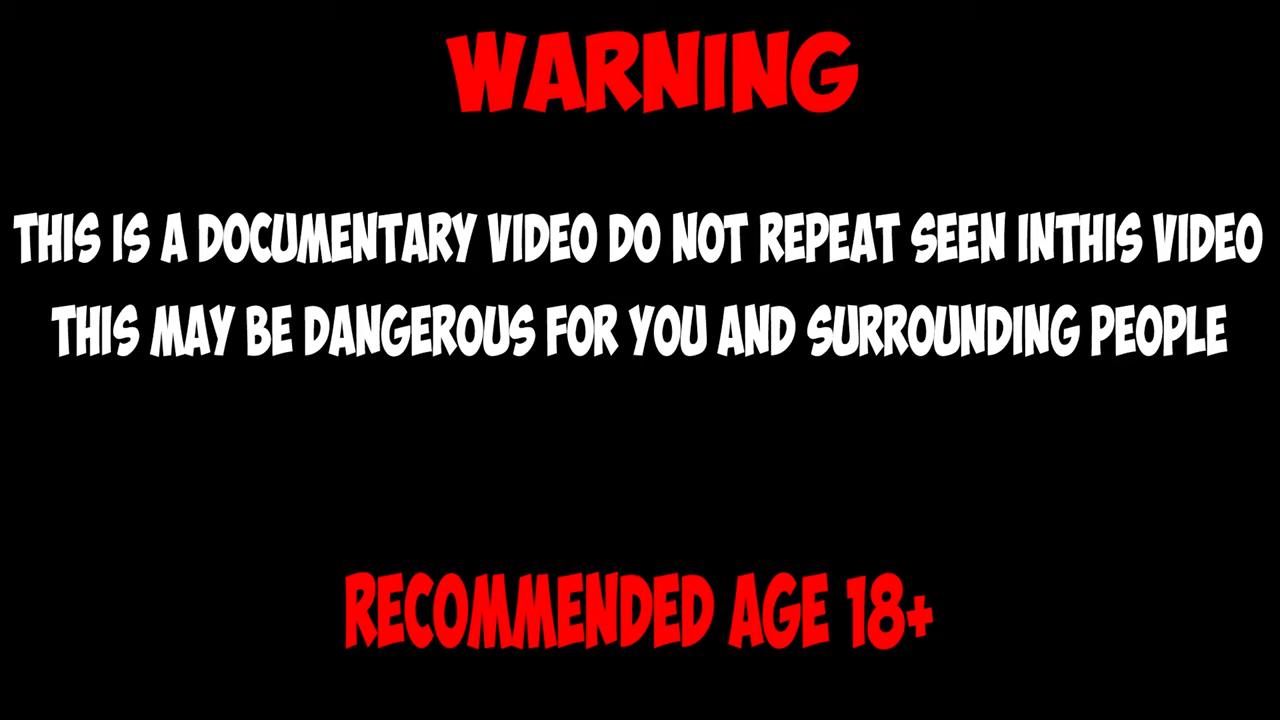 WARNING
THIS IS A DOCUMENTARY VIDEO DO NOT REPEAT SEEN INTHIS VIDEO
THIS MAY BE DANGEROUS FOR YOU AND SURROUNDING PEOPLE
RECOMMENDED AGE 18+